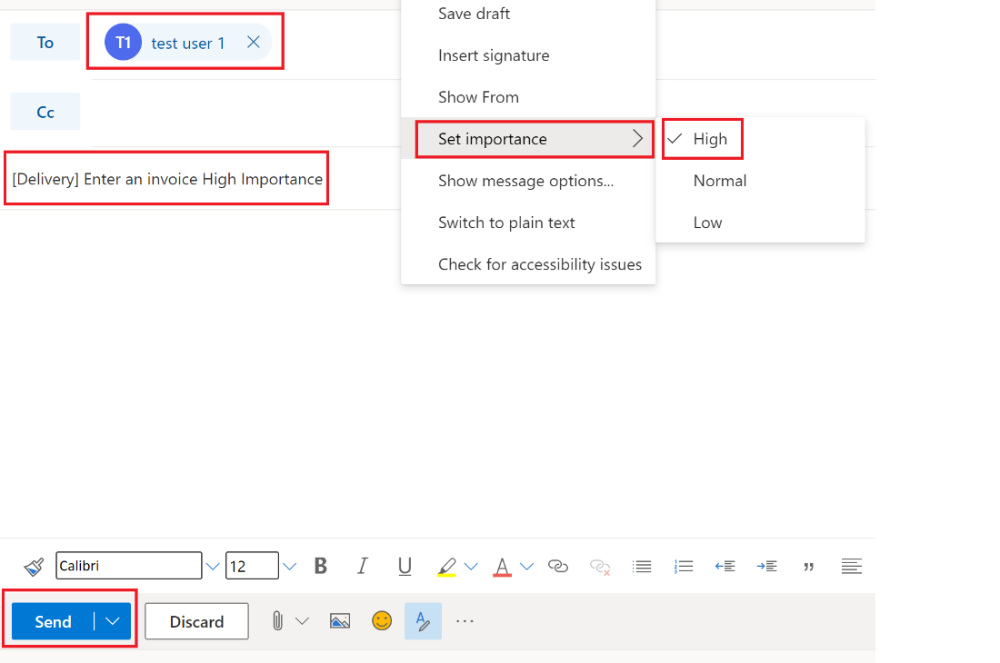 To
T1 test user 1
Cc
[Delivery] Enter an invoice High Importance
Save draft
Insert signature
Show From
Set importance
Show message options...
Switch to plain text
Check for accessibility issues
High
Normal
Low
Calibri 12 B I U A
Send Discard